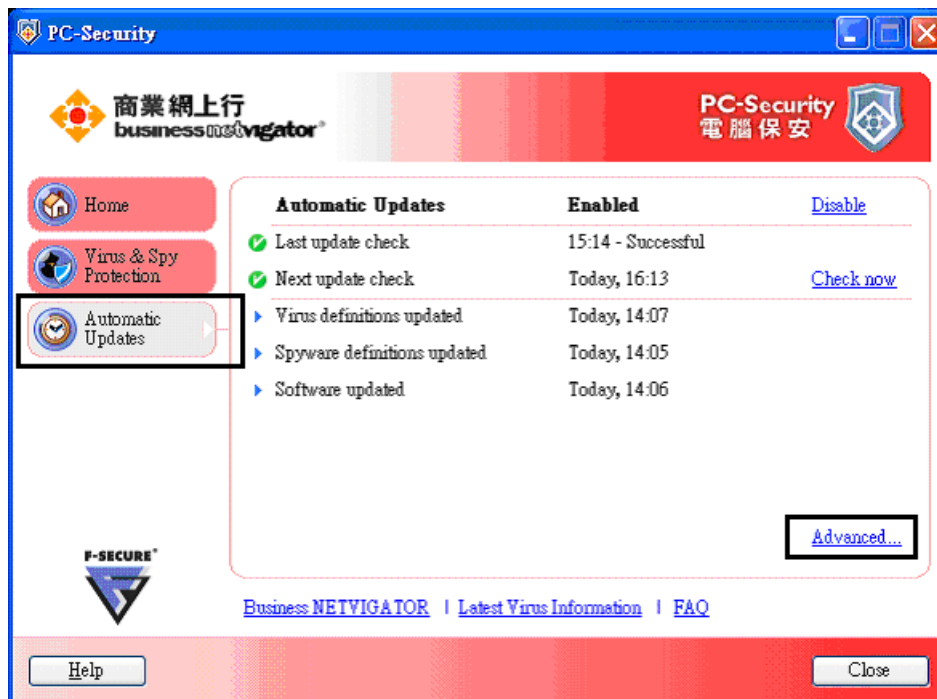 PC-Security
商業網上行
business netvigator
PC-Security
電腦保安
Home
Virus & Spy
Protection
Automatic
Updates
Automatic Updates Enabled Disable
Last update check 15:14 - Successful
Next update check Today, 16:13 Check now
Virus definitions updated Today, 14:07
Spyware definitions updated Today, 14:05
Software updated Today, 14:06
Advanced...
F-SECURE®
Business NETVIGATOR | Latest Virus Information | FAQ
Help Close